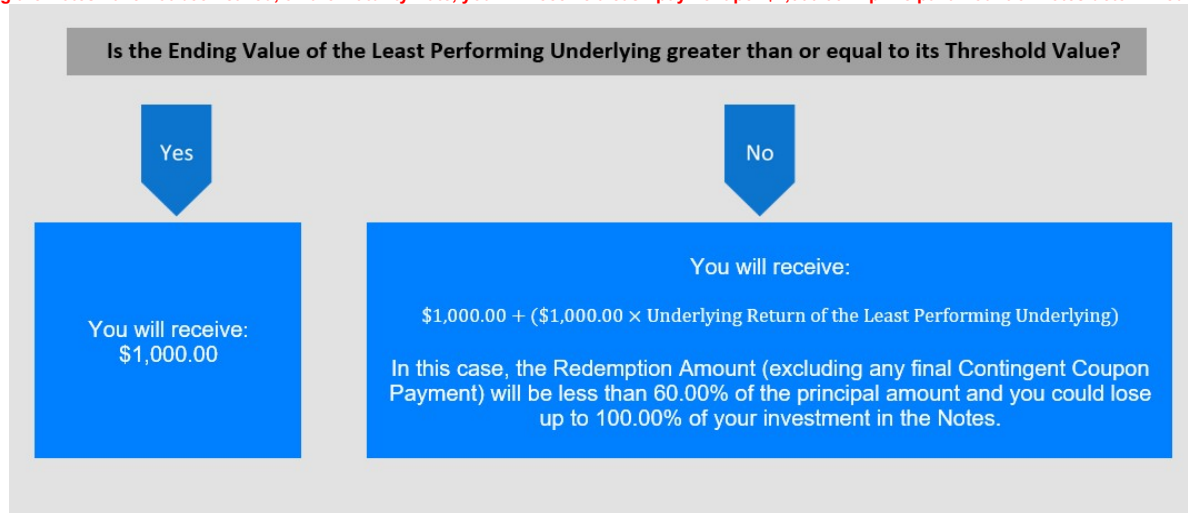 Is the Ending Value of the Least Performing Underlying greater than or equal to its Threshold Value?
Yes
No
You will receive:
$1,000.00
You will receive:
$1,000.00 + ($1,000.00 × Underlying Return of the Least Performing Underlying)
In this case, the Redemption Amount (excluding any final Contingent Coupon
Payment) will be less than 60.00% of the principal amount and you could lose
up to 100.00% of your investment in the Notes.